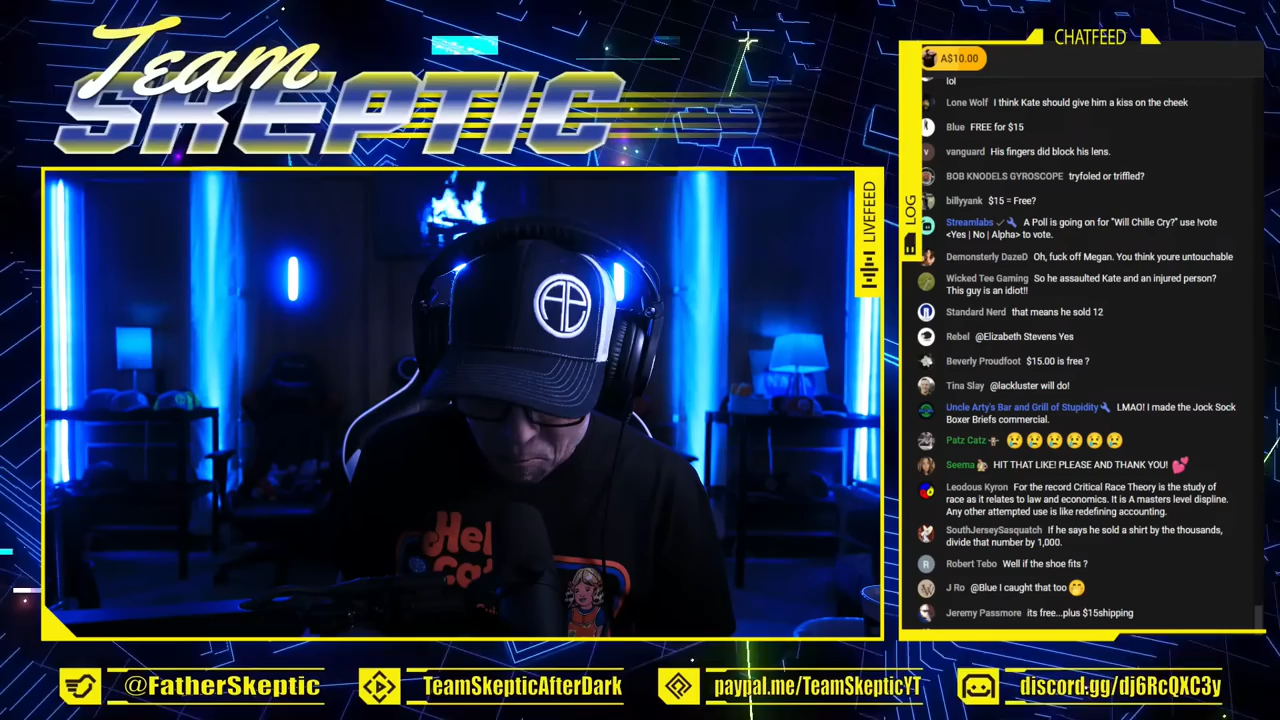 Team
SKEPTIC
CHATFEED
LIVEFEED
LOG
A$10.00
lol
Lone Wolf I think Kate should give him a kiss on the cheek
Blue FREE for $15
vanguard His fingers did block his lens.
BOB KNODELS GYROSCOPE tryfoled or triffled?
billyyank $15 = Free?
Streamlabs A Poll is going on for "Will Chille Cry?" use !vote
<Yes | No | Alpha> to vote.
Demonsterly DazeD Oh, fuck off Megan. You think youre untouchable
Wicked Tee Gaming So he assaulted Kate and an injured person?
This guy is an idiot!!
Standard Nerd that means he sold 12
Rebel @Elizabeth Stevens Yes
Beverly Proudfoot $15.00 is free ?
Tina Slay @lackluster will do!
Uncle Arty's Bar and Grill of Stupidity LMAO! I made the Jock Sock
Boxer Briefs commercial.
Patz Catz 😢😢😢😢😢😢
Seema HIT THAT LIKE! PLEASE AND THANK YOU! 💕
Leodous Kyron For the record Critical Race Theory is the study of
race as it relates to law and economics. It is A masters level displine.
Any other attempted use is like redefining accounting.
SouthJerseySasquatch If he says he sold a shirt by the thousands,
divide that number by 1,000.
R
Robert Tebo Well if the shoe fits ?
J Ro @Blue I caught that too 🤭
Jeremy Passmore its free...plus $15shipping
Hel
Ca
@FatherSkeptic
TeamSkepticAfterDark
paypal.me/TeamSkepticYT
discord.gg/dj6RcQXC3y